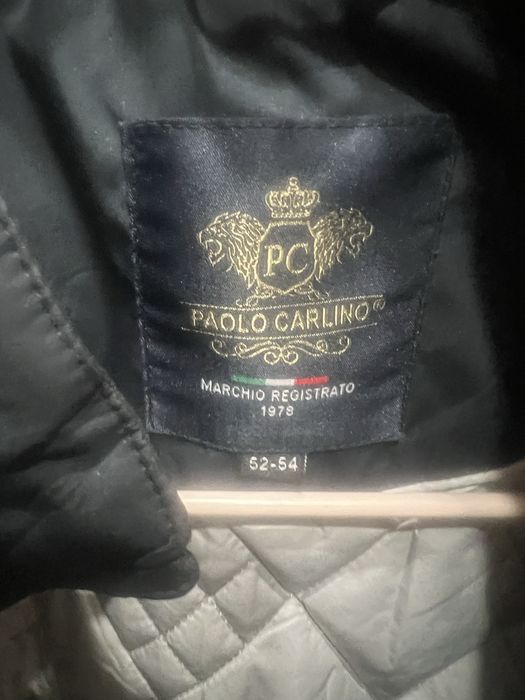 PC
PAOLO CARLINO®
MARCHIO REGISTRATO
1978
52-54